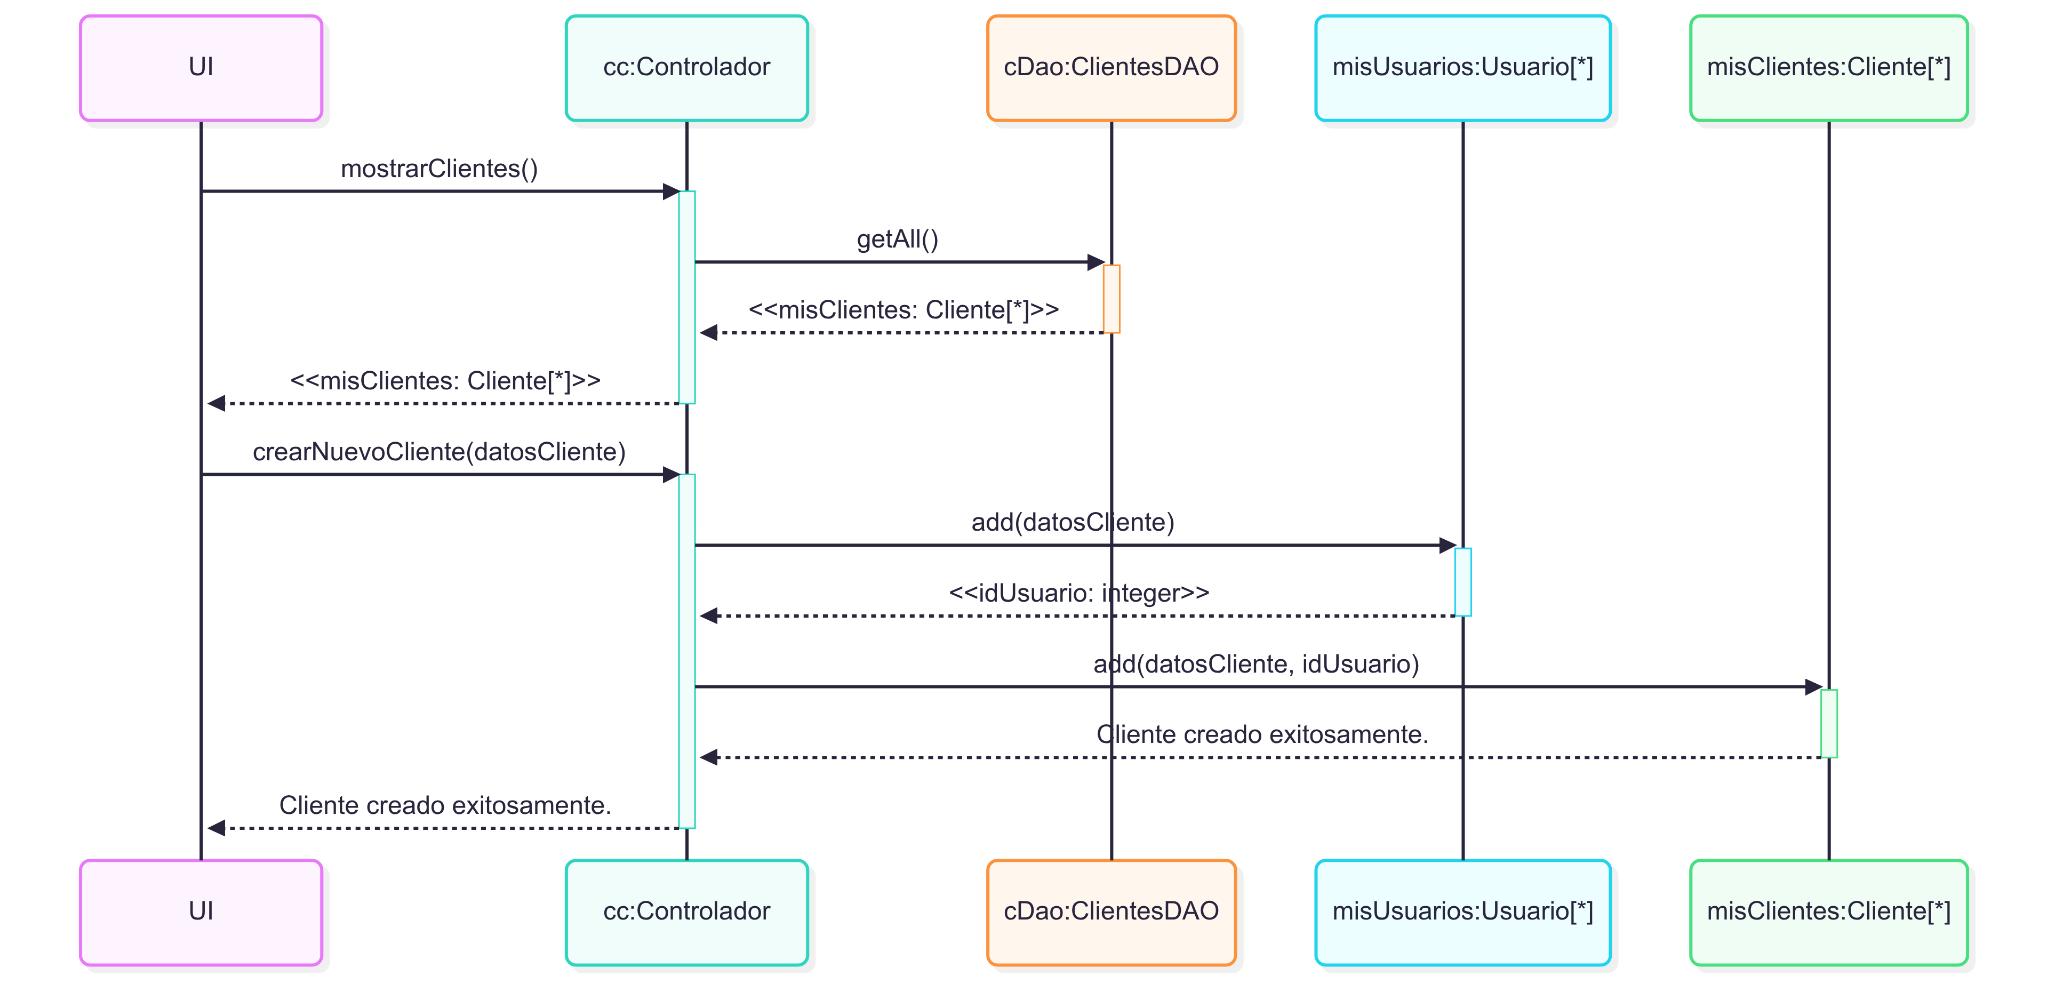 UI
cc:Controlador
cDao:ClientesDAO
misUsuarios:Usuario[*]
misClientes:Cliente[*]
mostrarClientes()
getAll()
<<misClientes: Cliente[*]>>
<<misClientes: Cliente[*]>>
crearNuevoCliente(datosCliente)
add(datosCliente)
<<idUsuario: integer>>
add(datosCliente, idUsuario)
Cliente creado exitosamente.
Cliente creado exitosamente.
UI
cc:Controlador
cDao:ClientesDAO
misUsuarios:Usuario[*]
misClientes:Cliente[*]